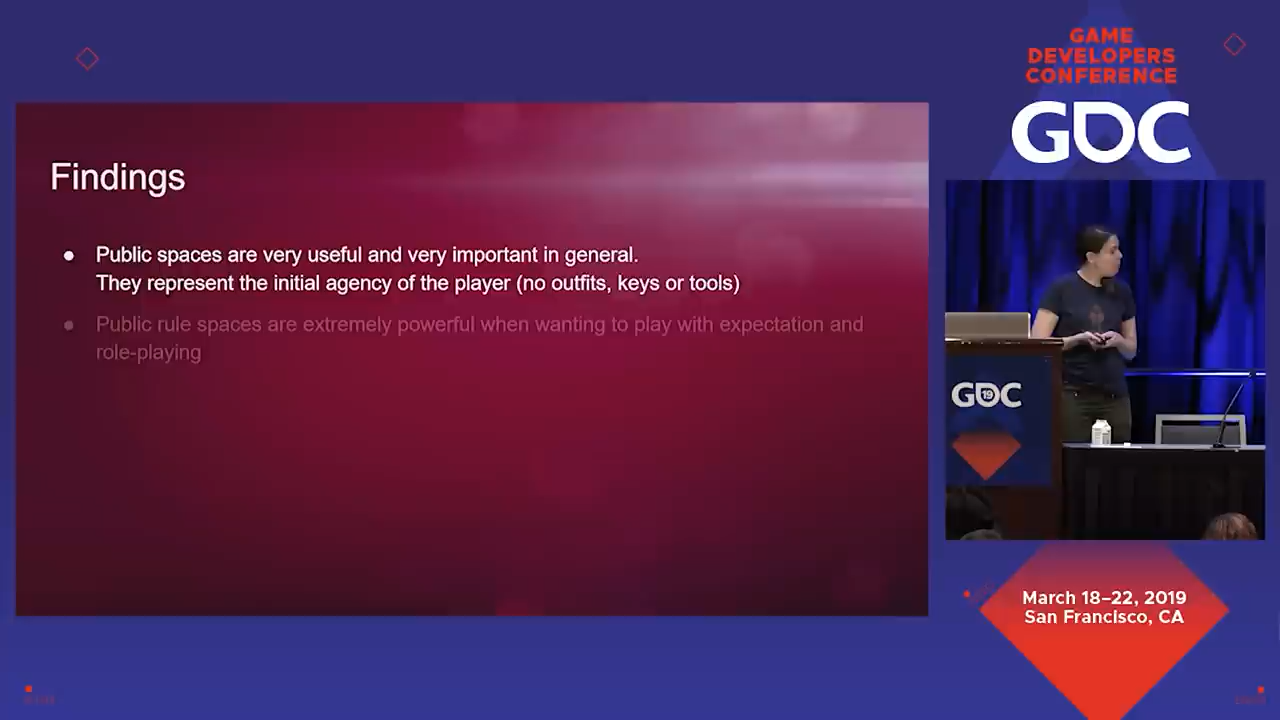 GAME
DEVELOPERS
CONFERENCE
GDC
Findings
● Public spaces are very useful and very important in general.
They represent the initial agency of the player (no outfits, keys or tools)
● Public rule spaces are extremely powerful when wanting to play with expectation and
role-playing
GDC
19
March 18–22, 2019
San Francisco, CA